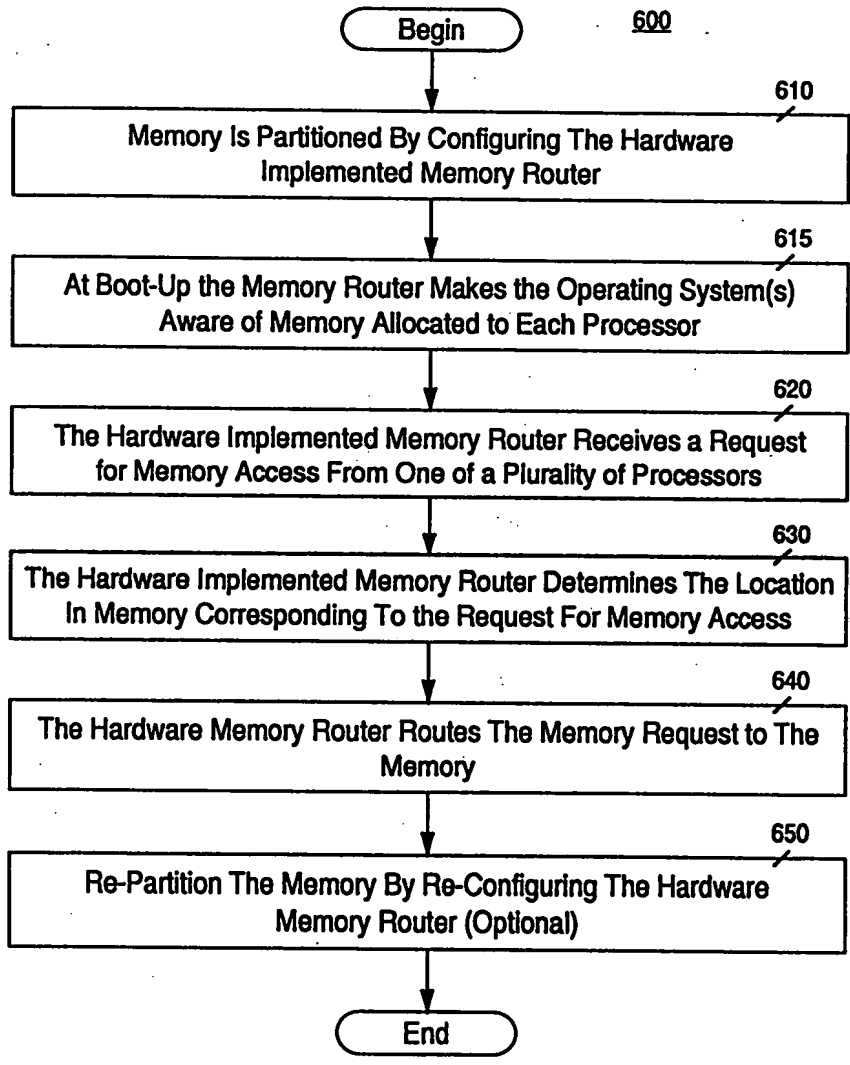 Begin
600
610
Memory Is Partitioned By Configuring The Hardware
Implemented Memory Router
615
At Boot-Up the Memory Router Makes the Operating System(s)
Aware of Memory Allocated to Each Processor
620
The Hardware Implemented Memory Router Receives a Request
for Memory Access From One of a Plurality of Processors
630
The Hardware Implemented Memory Router Determines The Location
In Memory Corresponding To the Request For Memory Access
640
The Hardware Memory Router Routes The Memory Request to The
Memory
650
Re-Partition The Memory By Re-Configuring The Hardware
Memory Router (Optional)
End